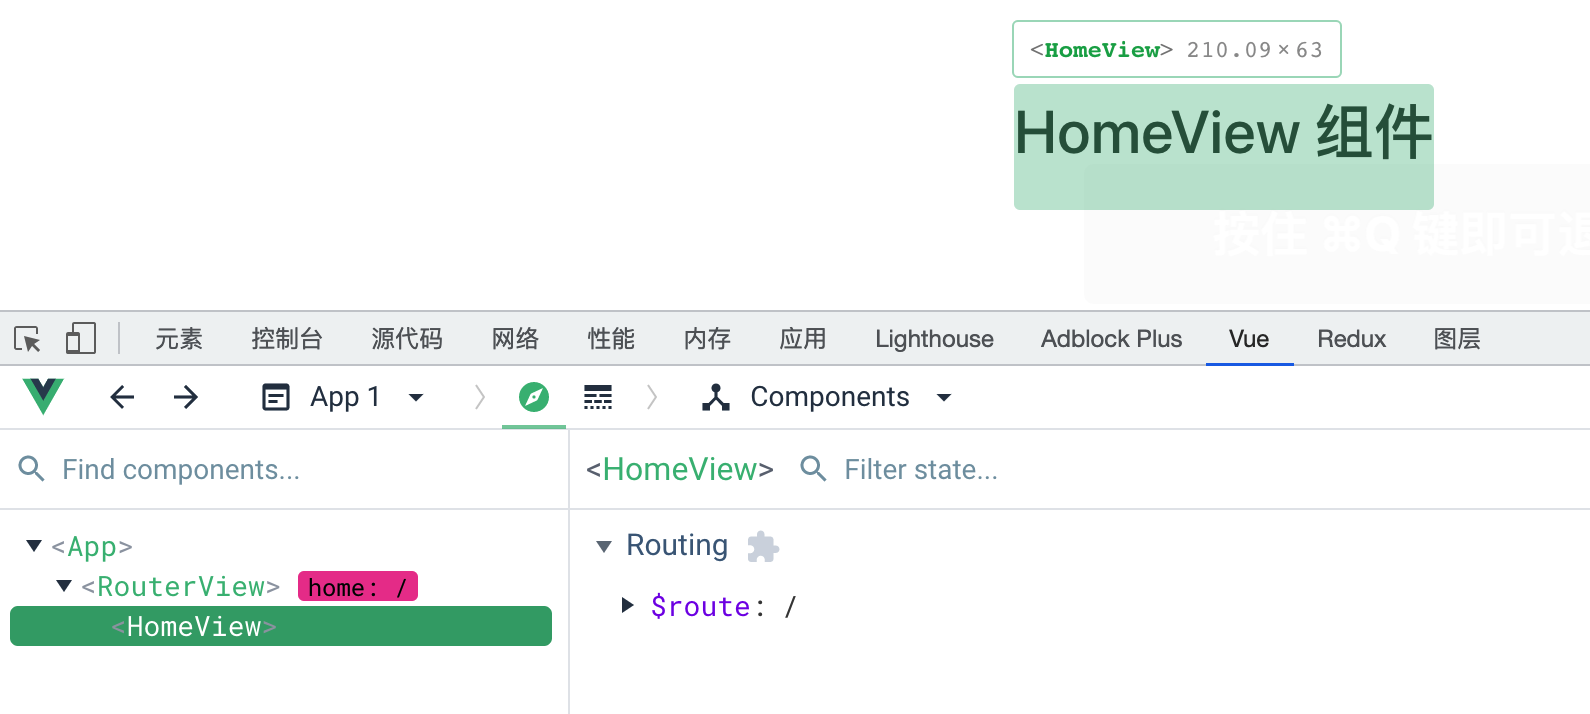 <HomeView> 210.09 × 63
HomeView 组件
按住 ⌘Q 键即可退
元素 控制台 源代码 网络 性能 内存 应用 Lighthouse Adblock Plus Vue Redux 图层
App 1 Components
Find components...
<HomeView> Filter state...
<App>
<RouterView> home: /
<HomeView>
Routing
$route: /